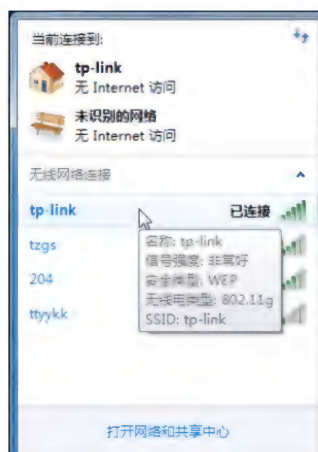 当前连接到:
tp-link
无 Internet 访问
未识别的网络
无 Internet 访问
无线网络连接
tp-link 已连接
tzgs
名称: tp-link
信号强度: 非常好
204
安全类型: WEP
无线电类型: 802.11g
ttyykk
SSID: tp-link
打开网络和共享中心